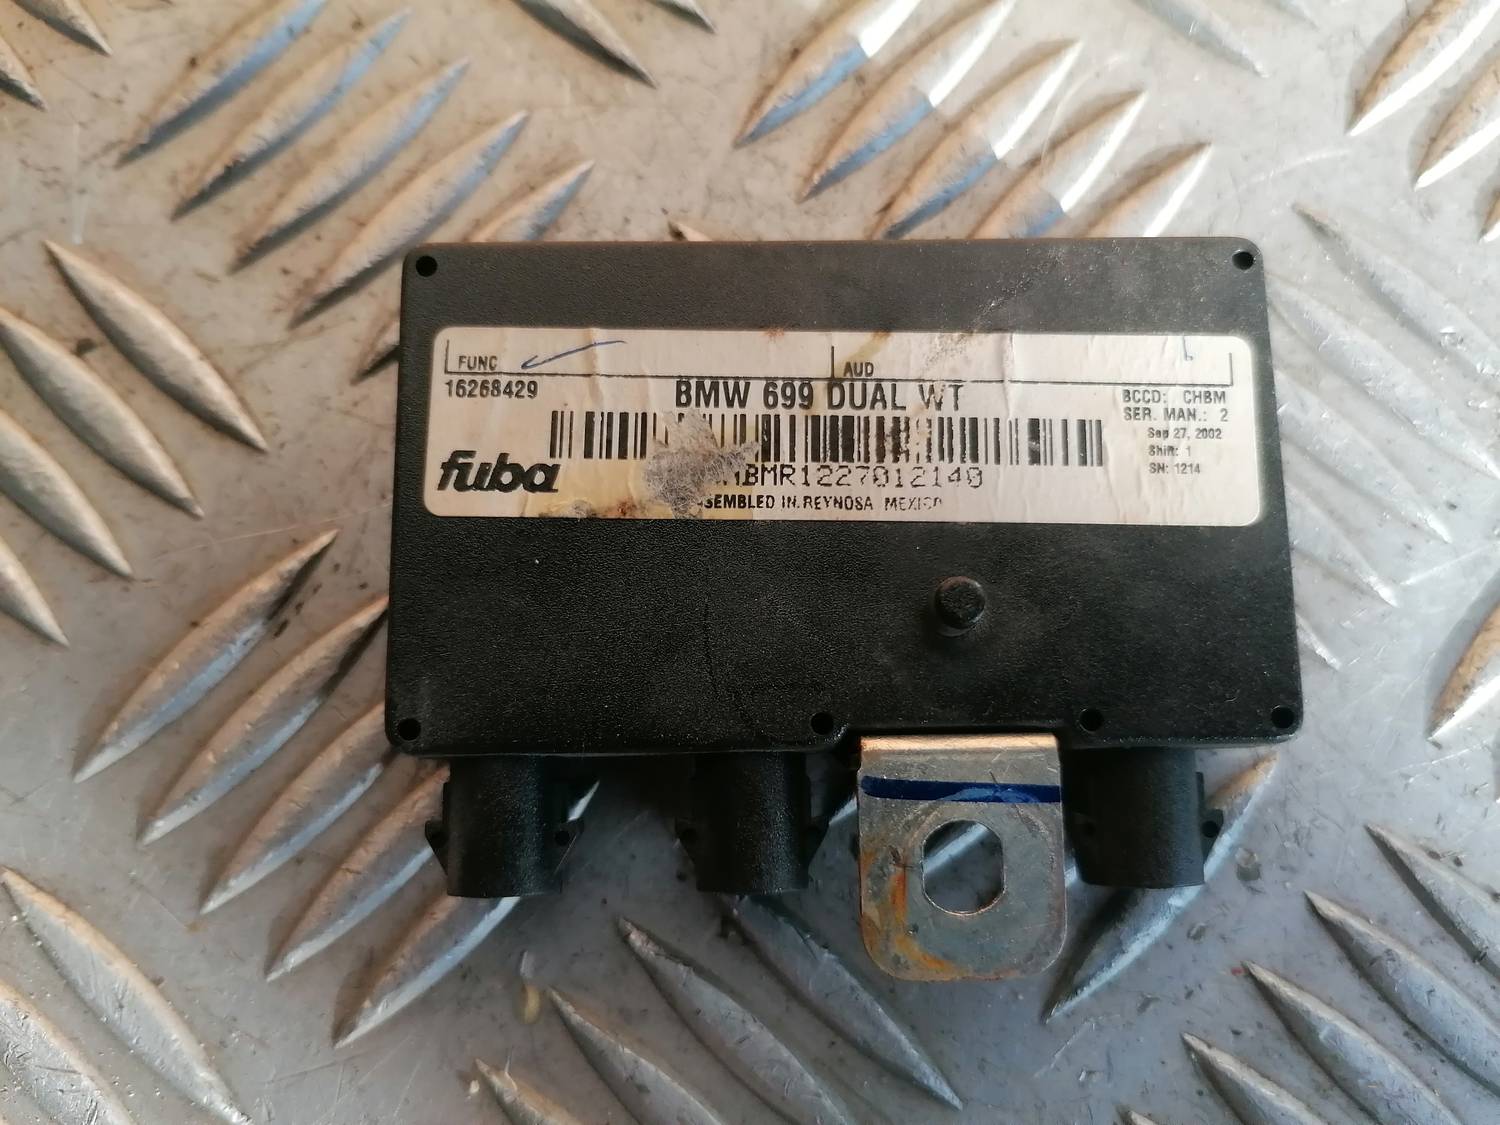 FUNC
AUD
16268429
BMW 699 DUAL WT
BCCD: CHBM
SER. MAN.: 2
Sep 27, 2002
Shift: 1
SN: 1214
fuba
BMR1227012140
IN REYNOSA MEXICO